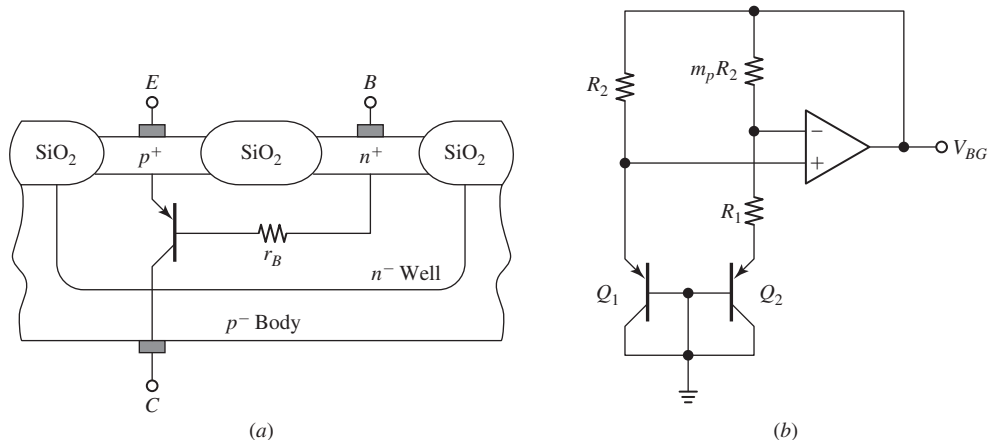 E
B
SiO2
p+
SiO2
n+
SiO2
rB
n− Well
p− Body
C
(a)
R2
mpR2
−
+
VBG
R1
Q1
Q2
(b)